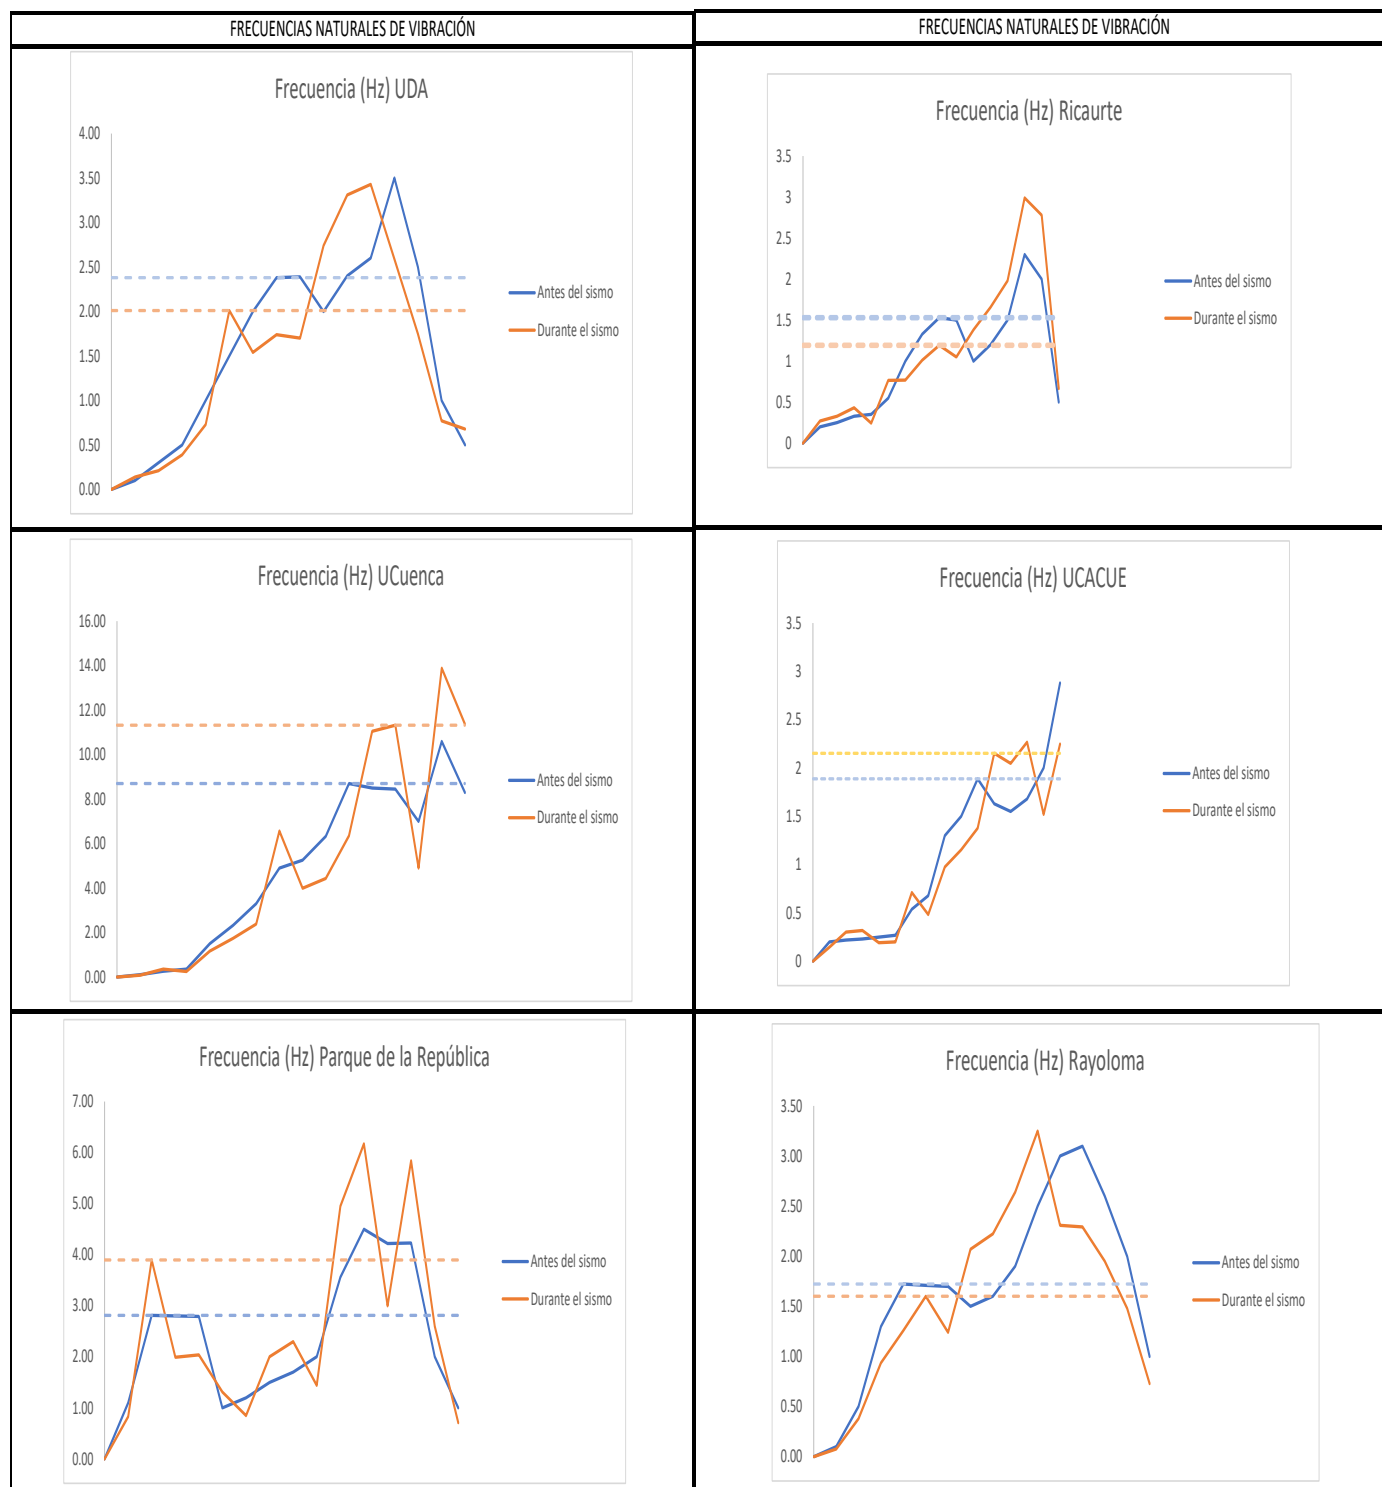 FRECUENCIAS NATURALES DE VIBRACIÓN
FRECUENCIAS NATURALES DE VIBRACIÓN
Frecuencia (Hz) UDA
4.00
3.50
3.00
2.50
2.00
1.50
1.00
0.50
0.00
Antes del sismo
Durante el sismo
Frecuencia (Hz) Ricaurte
3.5
3
2.5
2
1.5
1
0.5
0
Antes del sismo
Durante el sismo
Frecuencia (Hz) UCuenca
16.00
14.00
12.00
10.00
8.00
6.00
4.00
2.00
0.00
Antes del sismo
Durante el sismo
Frecuencia (Hz) UCACUE
3.5
3
2.5
2
1.5
1
0.5
0
Antes del sismo
Durante el sismo
Frecuencia (Hz) Parque de la República
7.00
6.00
5.00
4.00
3.00
2.00
1.00
0.00
Antes del sismo
Durante el sismo
Frecuencia (Hz) Rayoloma
3.50
3.00
2.50
2.00
1.50
1.00
0.50
0.00
Antes del sismo
Durante el sismo